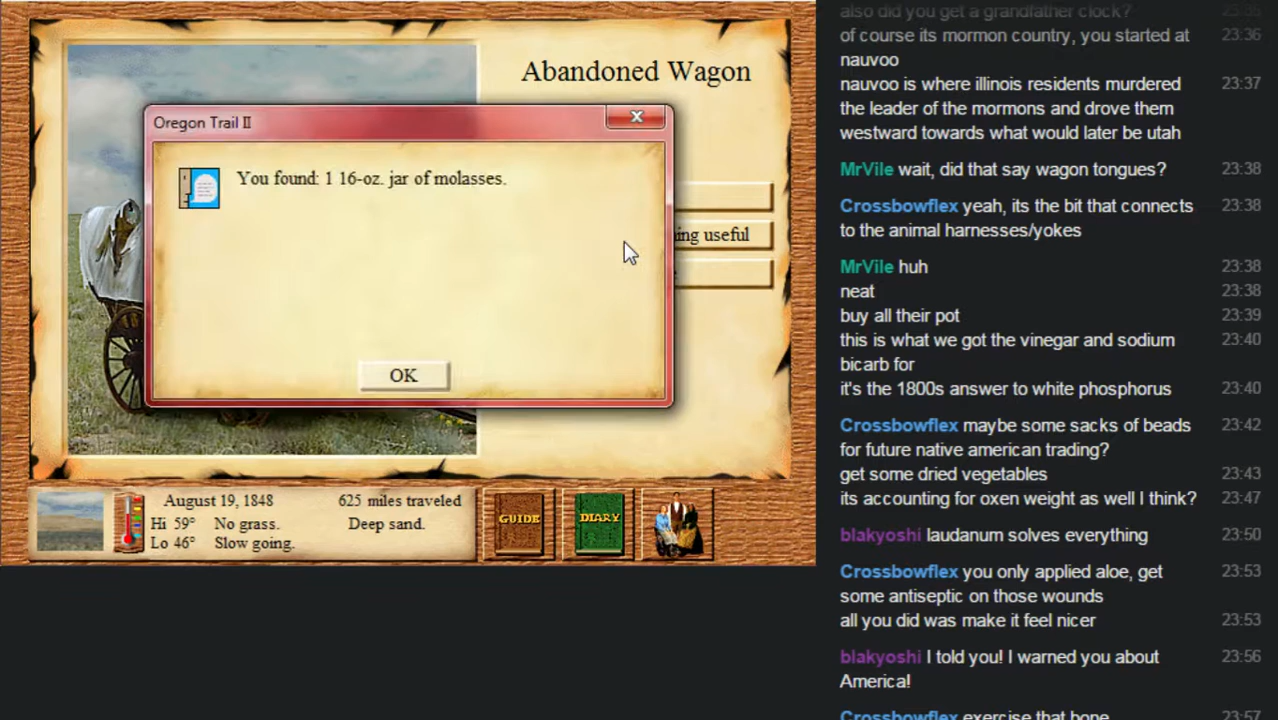 Abandoned Wagon
Oregon Trail II
You found: 1 16-oz. jar of molasses.
useful
OK
August 19, 1848
625 miles traveled
Hi 59° No grass. Deep sand.
Lo 46° Slow going.
GUIDE
DIARY
also did you get a grandfather clock? 23:35
of course its mormon country, you started at 23:36
nauvoo
nauvoo is where illinois residents murdered 23:37
the leader of the mormons and drove them
westward towards what would later be utah
MrVile wait, did that say wagon tongues? 23:38
Crossbowflex yeah, its the bit that connects 23:38
to the animal harnesses/yokes
MrVile huh 23:38
neat 23:38
buy all their pot 23:39
this is what we got the vinegar and sodium 23:40
bicarb for
it's the 1800s answer to white phosphorus 23:40
Crossbowflex maybe some sacks of beads 23:42
for future native american trading?
get some dried vegetables 23:43
its accounting for oxen weight as well I think? 23:47
blakyoshi laudanum solves everything 23:50
Crossbowflex you only applied aloe, get 23:53
some antiseptic on those wounds
all you did was make it feel nicer 23:53
blakyoshi I told you! I warned you about 23:56
America!
Crossbowflex exercise that bone 23:57